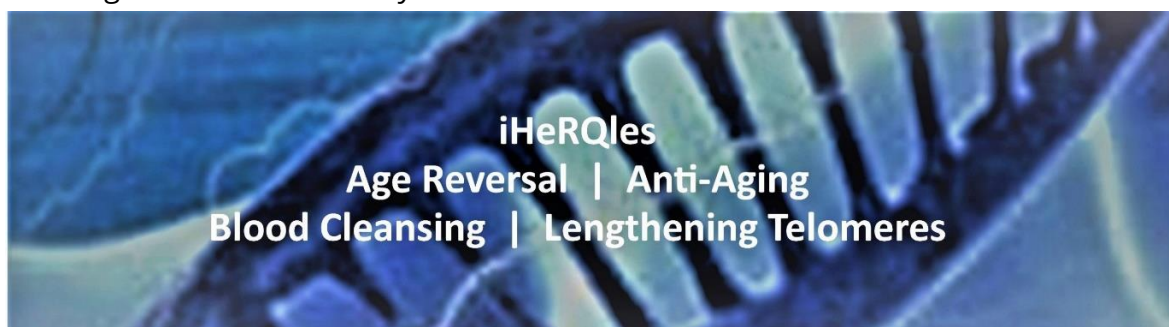 iHeRQles
Age Reversal | Anti-Aging
Blood Cleansing | Lengthening Telomeres